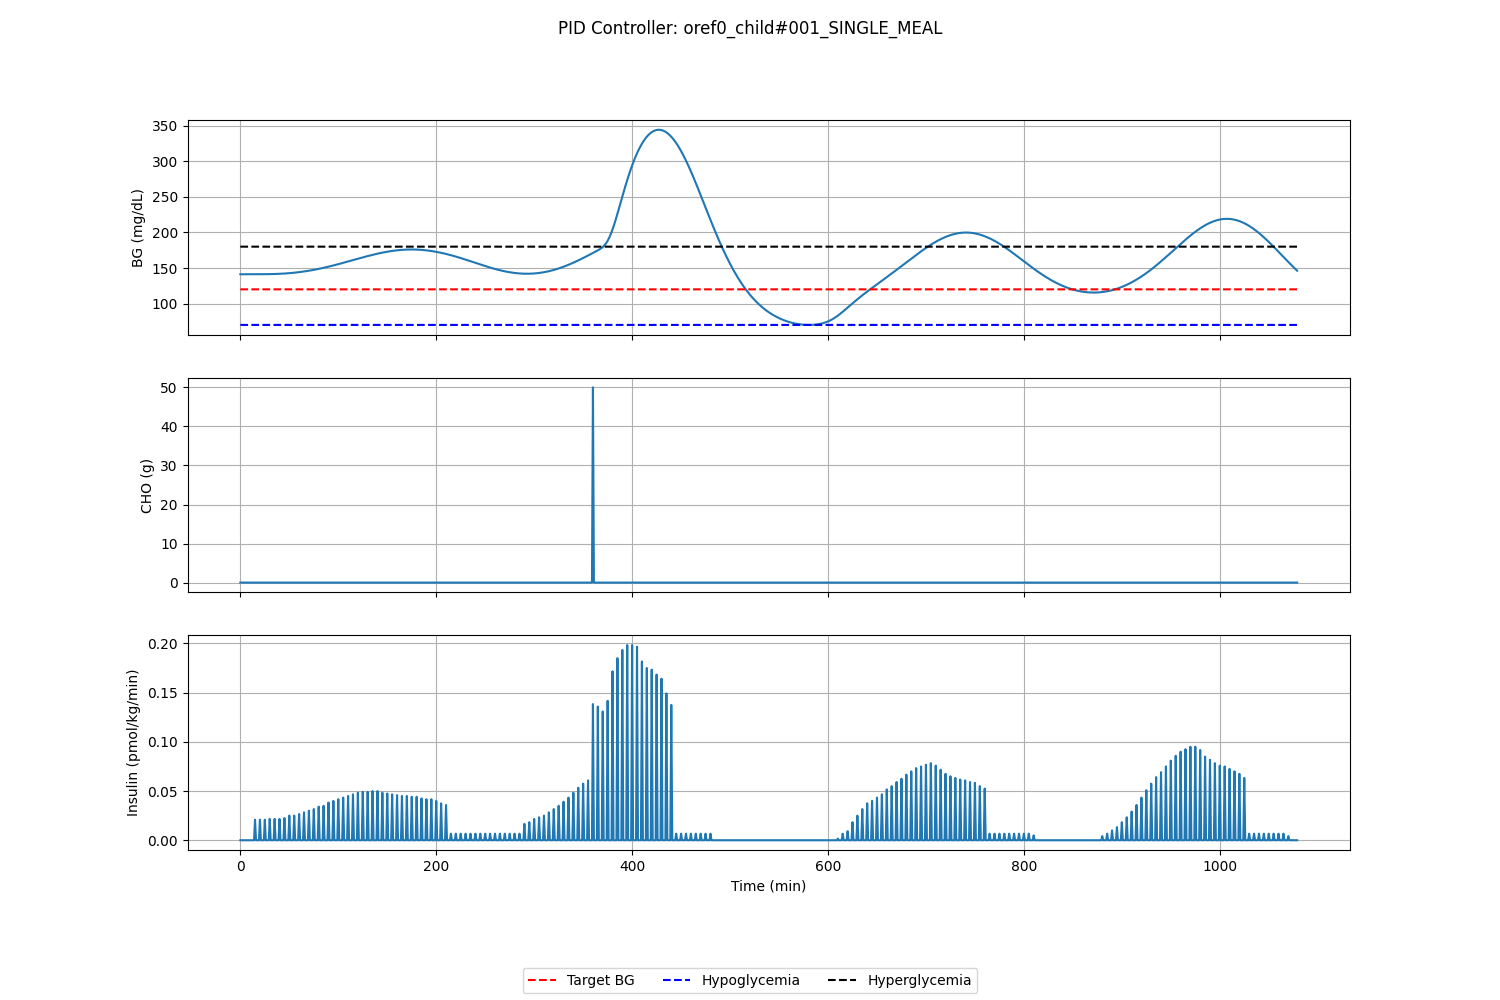 PID Controller: oref0_child#001_SINGLE_MEAL
350
300
250
200
150
100
BG (mg/dL)
50
40
30
20
10
0
CHO (g)
0.20
0.15
0.10
0.05
0.00
Insulin (pmol/kg/min)
0 200 400 600 800 1000
Time (min)
Target BG Hypoglycemia Hyperglycemia